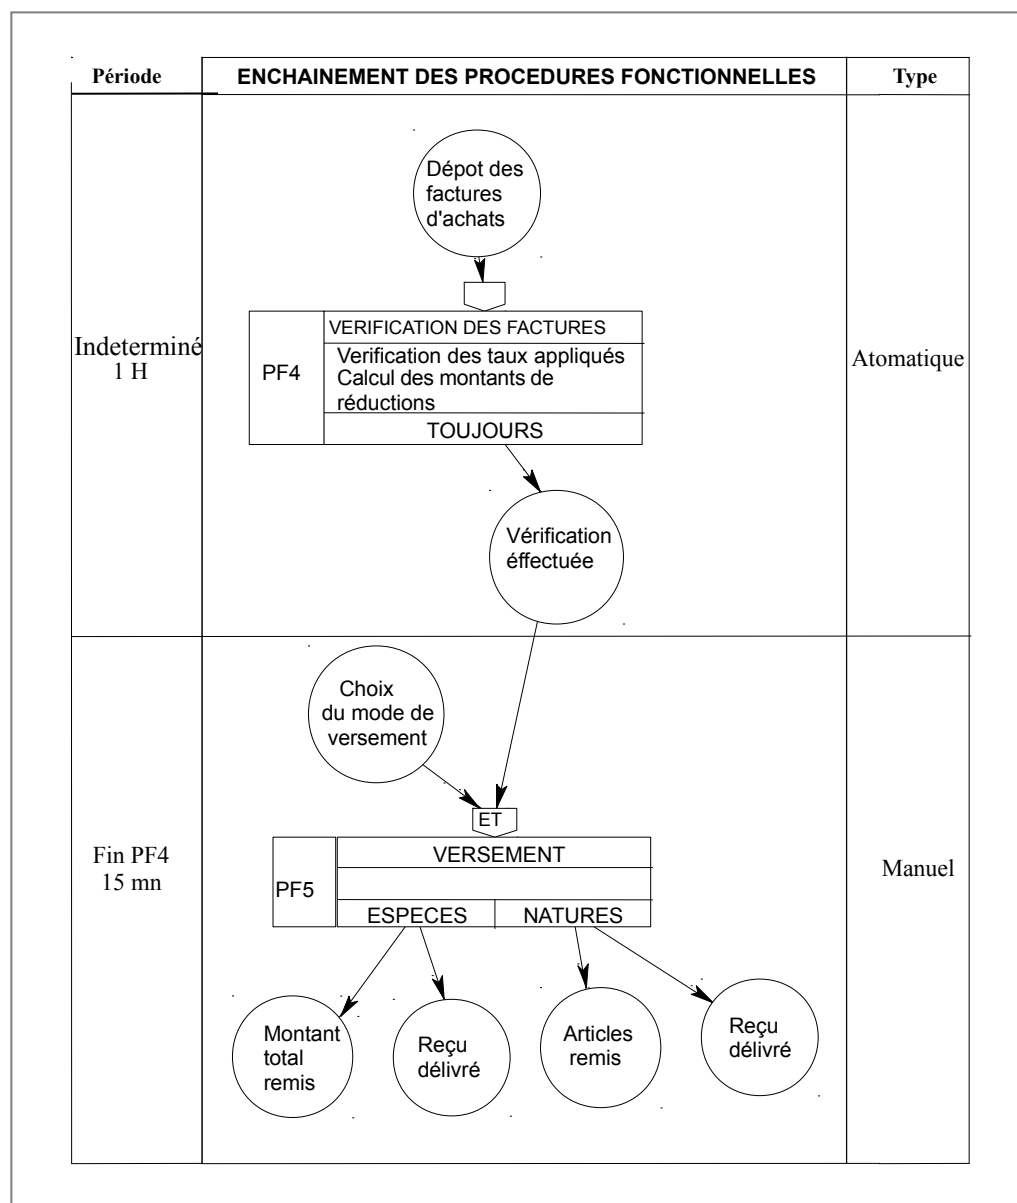 Période
ENCHAINEMENT DES PROCEDURES FONCTIONNELLES
Type
Dépot des
factures
d'achats
Indeterminé
1 H
PF4
VERIFICATION DES FACTURES
Verification des taux appliqués
Calcul des montants de
réductions
TOUJOURS
Atomatique
Vérification
éffectuée
Choix
du mode de
versement
ET
Fin PF4
15 mn
PF5
VERSEMENT
ESPECES
NATURES
Manuel
Montant
total
remis
Reçu
délivré
Articles
remis
Reçu
délivré